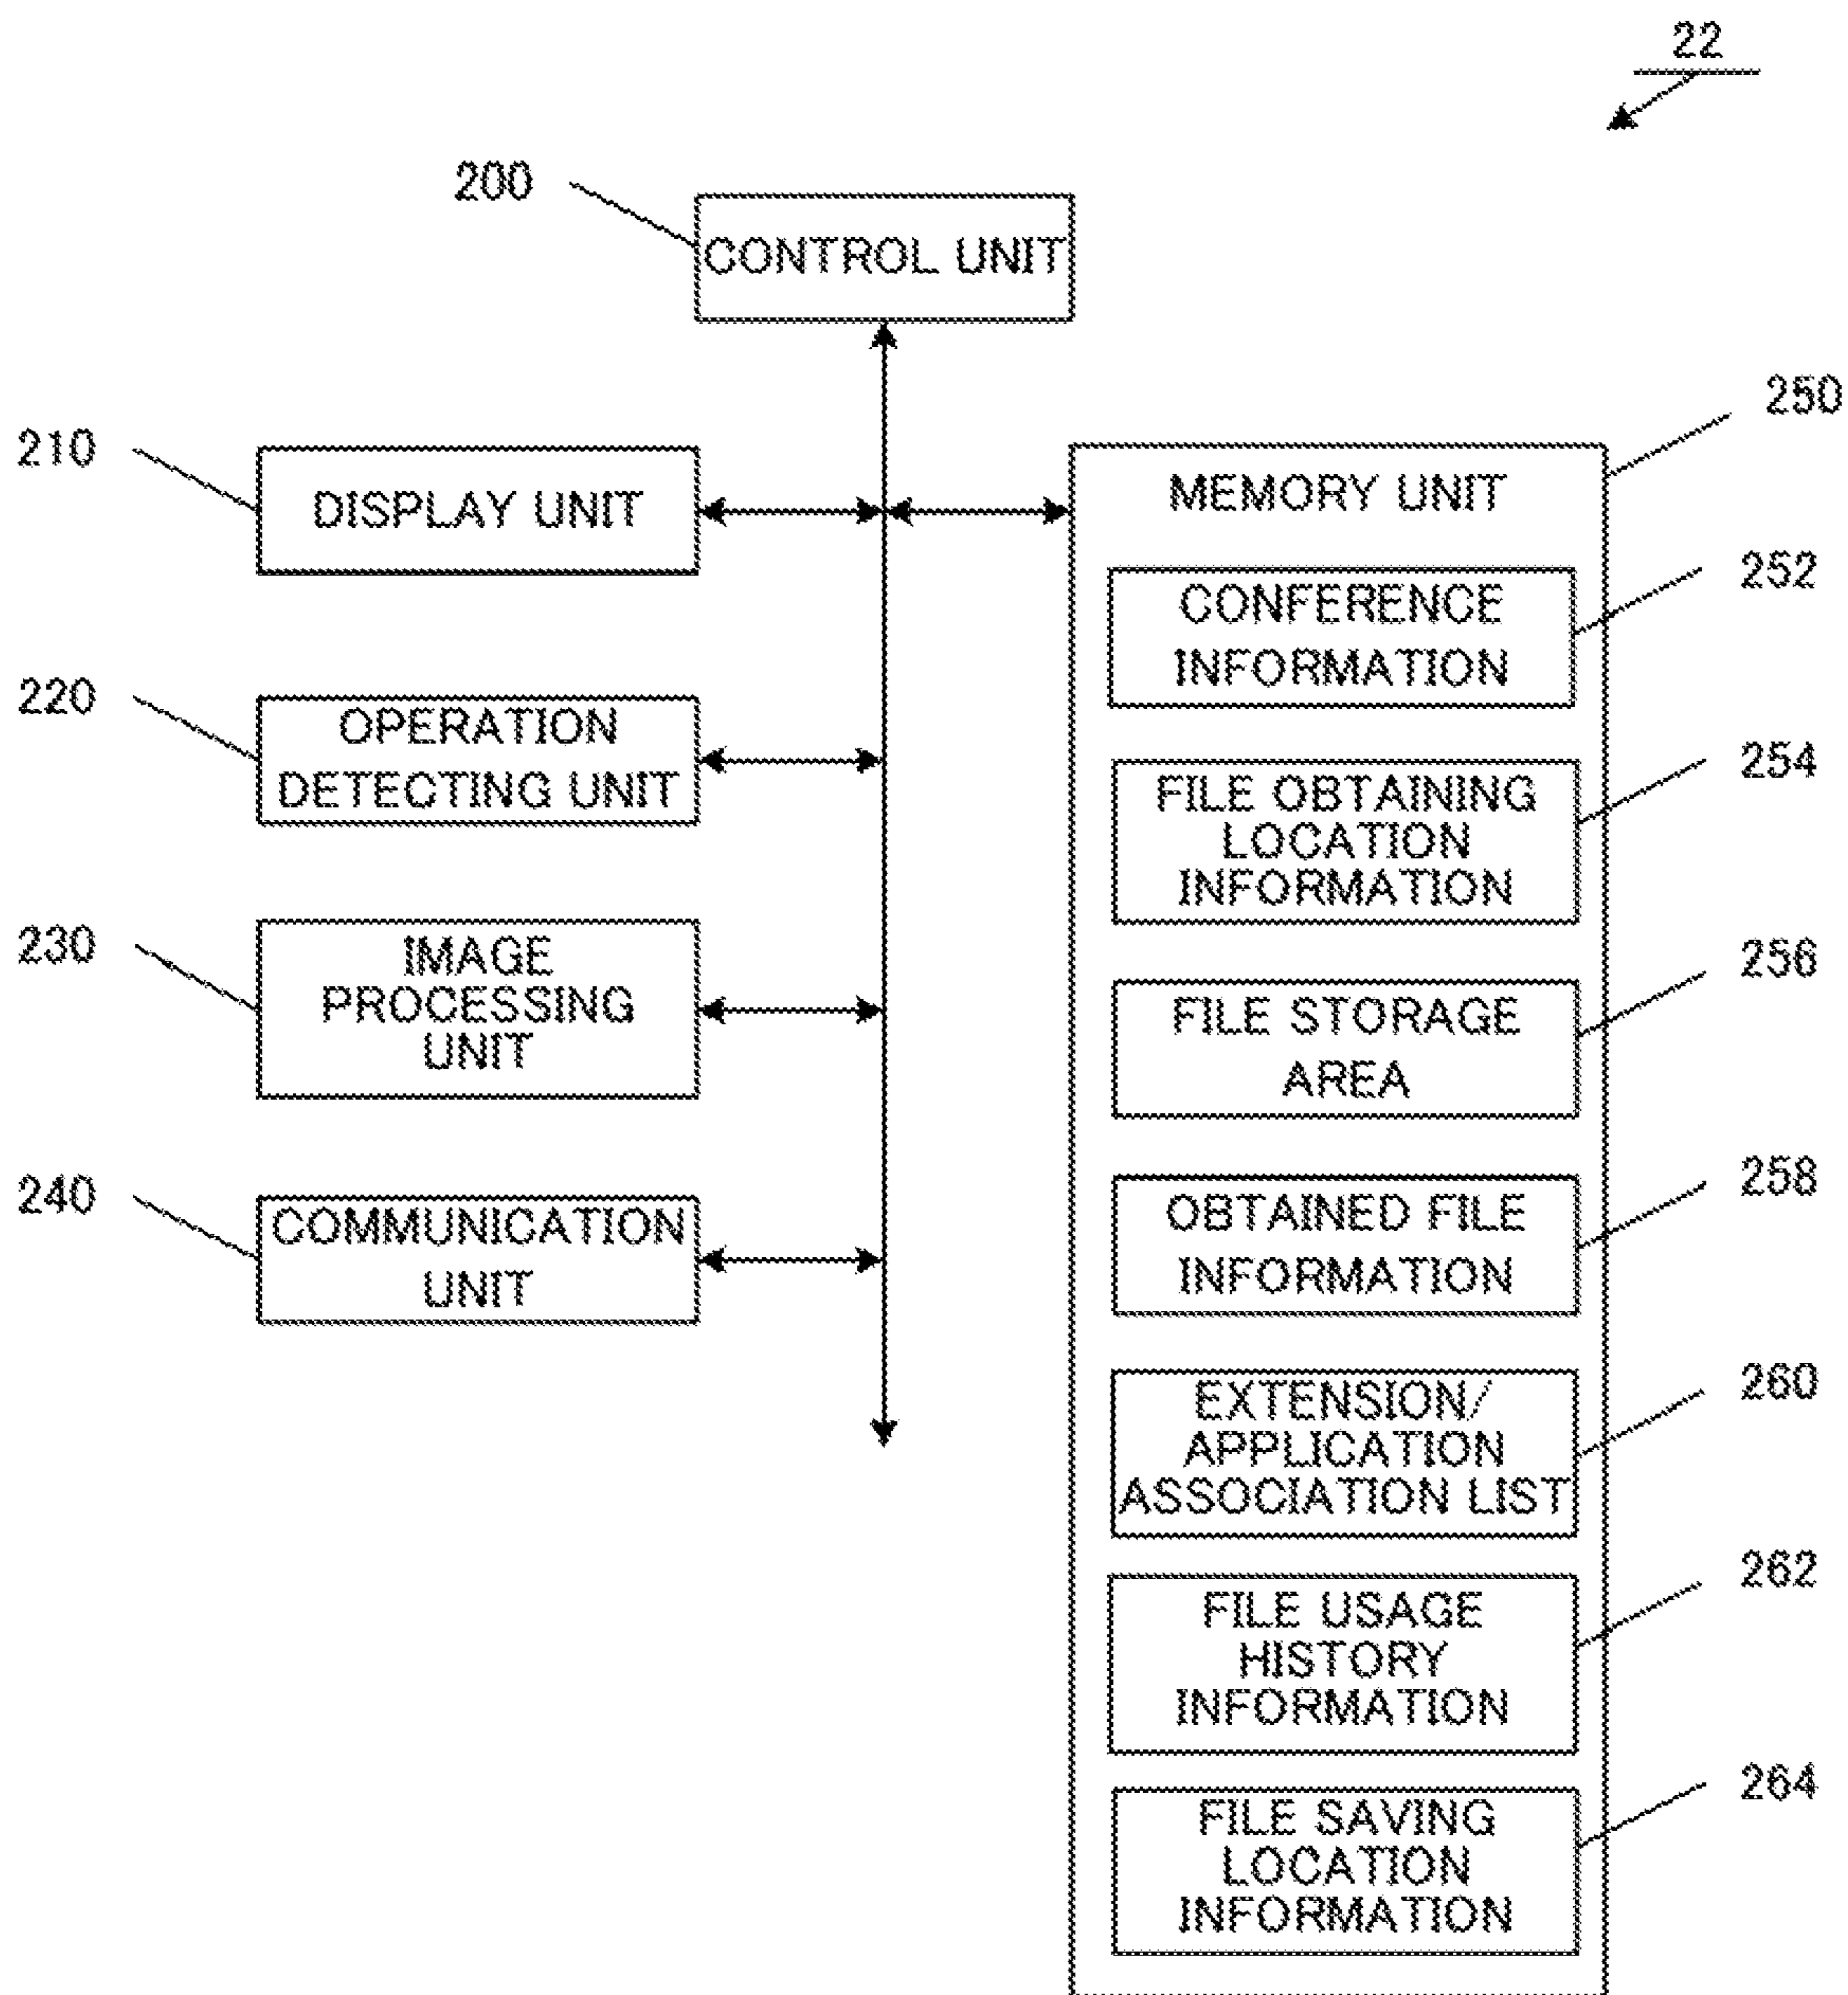 22
200
CONTROL UNIT
210
DISPLAY UNIT
220
OPERATION
DETECTING UNIT
230
IMAGE
PROCESSING
UNIT
240
COMMUNICATION
UNIT
250
MEMORY UNIT
252
CONFERENCE
INFORMATION
254
FILE OBTAINING
LOCATION
INFORMATION
256
FILE STORAGE
AREA
258
OBTAINED FILE
INFORMATION
260
EXTENSION/
APPLICATION
ASSOCIATION LIST
262
FILE USAGE
HISTORY
INFORMATION
264
FILE SAVING
LOCATION
INFORMATION